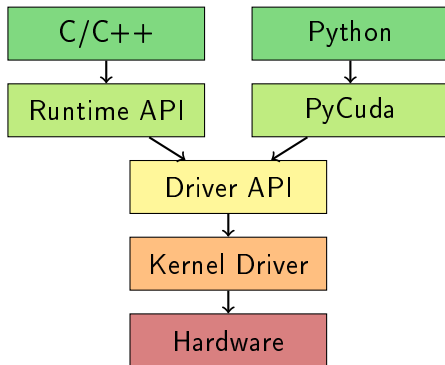 C/C++
Python
Runtime API
PyCuda
Driver API
Kernel Driver
Hardware